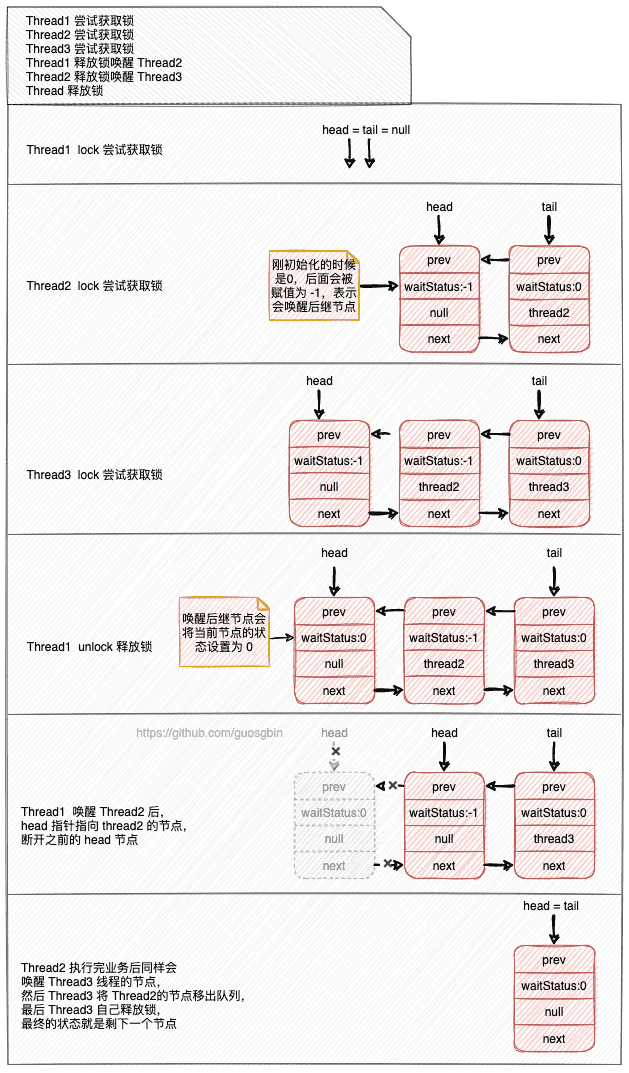 Thread1 尝试获取锁
Thread2 尝试获取锁
Thread3 尝试获取锁
Thread1 释放锁唤醒 Thread2
Thread2 释放锁唤醒 Thread3
Thread 释放锁
head = tail = null
Thread1 lock 尝试获取锁
head
tail
刚初始化的时候
是0，后面会被
赋值为 -1，表示
会唤醒后继节点
Thread2 lock 尝试获取锁
prev
waitStatus:-1
null
next
prev
waitStatus:0
thread2
next
head
tail
Thread3 lock 尝试获取锁
prev
waitStatus:-1
null
next
prev
waitStatus:-1
thread2
next
prev
waitStatus:0
thread3
next
head
tail
唤醒后继节点会
将当前节点的状
态设置为 0
Thread1 unlock 释放锁
prev
waitStatus:0
null
next
prev
waitStatus:-1
thread2
next
prev
waitStatus:0
thread3
next
https://github.com/guosgbin
head
head
tail
Thread1 唤醒 Thread2 后，
head 指针指向 thread2 的节点，
断开之前的 head 节点
prev
waitStatus:0
null
next
prev
waitStatus:-1
null
next
prev
waitStatus:0
thread3
next
head = tail
Thread2 执行完业务后同样会
唤醒 Thread3 线程的节点，
然后 Thread3 将 Thread2的节点移出队列，
最后 Thread3 自己释放锁，
最终的状态就是剩下一个节点
prev
waitStatus:0
null
next